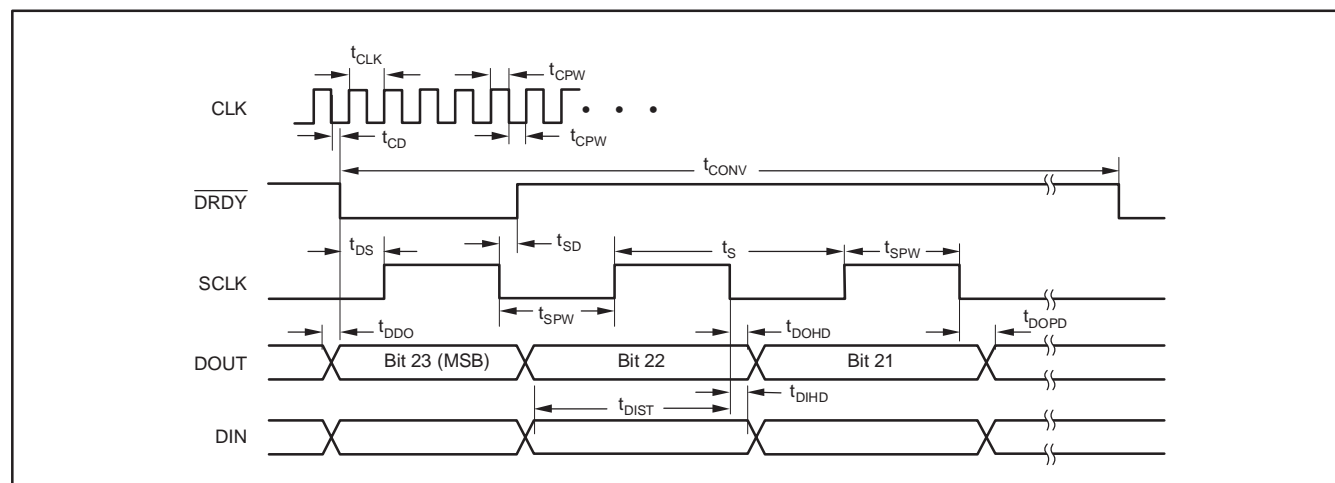 tCLK
tCPW
CLK
• • •
tCD
tCPW
tCONV
DRDY
tDS
tSD
tS
tSPW
SCLK
tSPW
tDDO
tDOHD
tDOPD
DOUT
Bit 23 (MSB)
Bit 22
Bit 21
tDIST
tDIHD
DIN